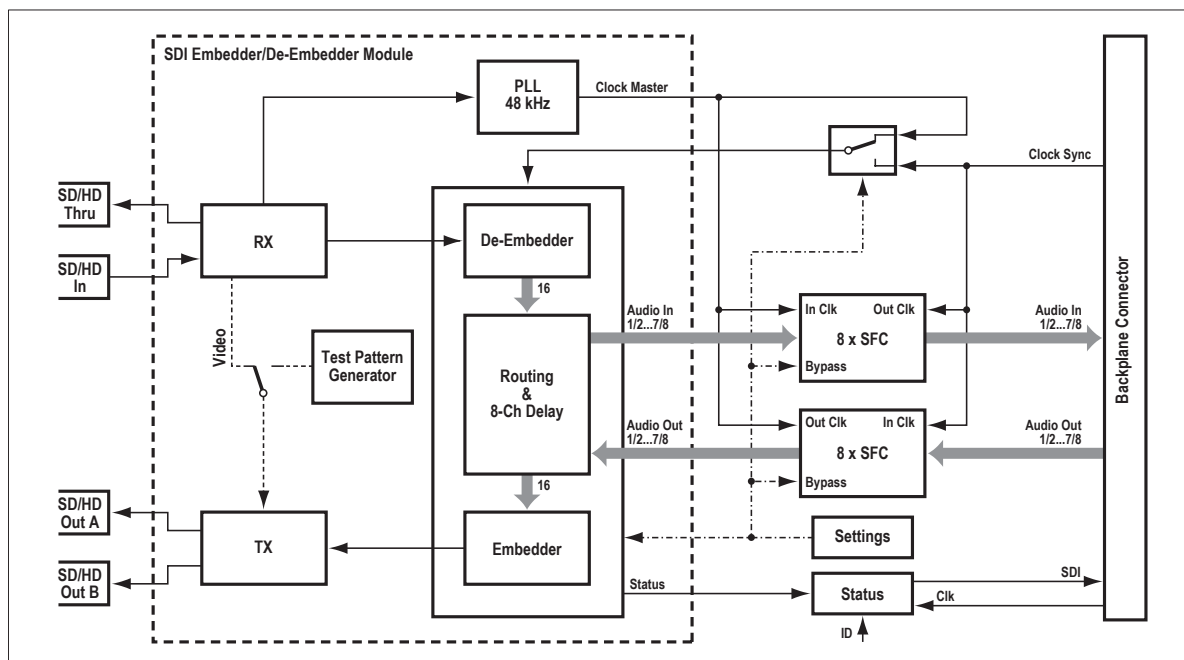 SDI Embedder/De-Embedder Module
PLL
48 kHz
Clock Master
Clock Sync
SD/HD
Thru
SD/HD
In
RX
De-Embedder
16
Audio In
1/2...7/8
In Clk
Out Clk
8 x SFC
Bypass
Audio In
1/2...7/8
Video
Test Pattern
Generator
Routing
&
8-Ch Delay
Audio Out
1/2...7/8
Out Clk
In Clk
8 x SFC
Bypass
Audio Out
1/2...7/8
Backplane Connector
16
SD/HD
Out A
SD/HD
Out B
TX
Embedder
Settings
Status
Status
SDI
Clk
ID